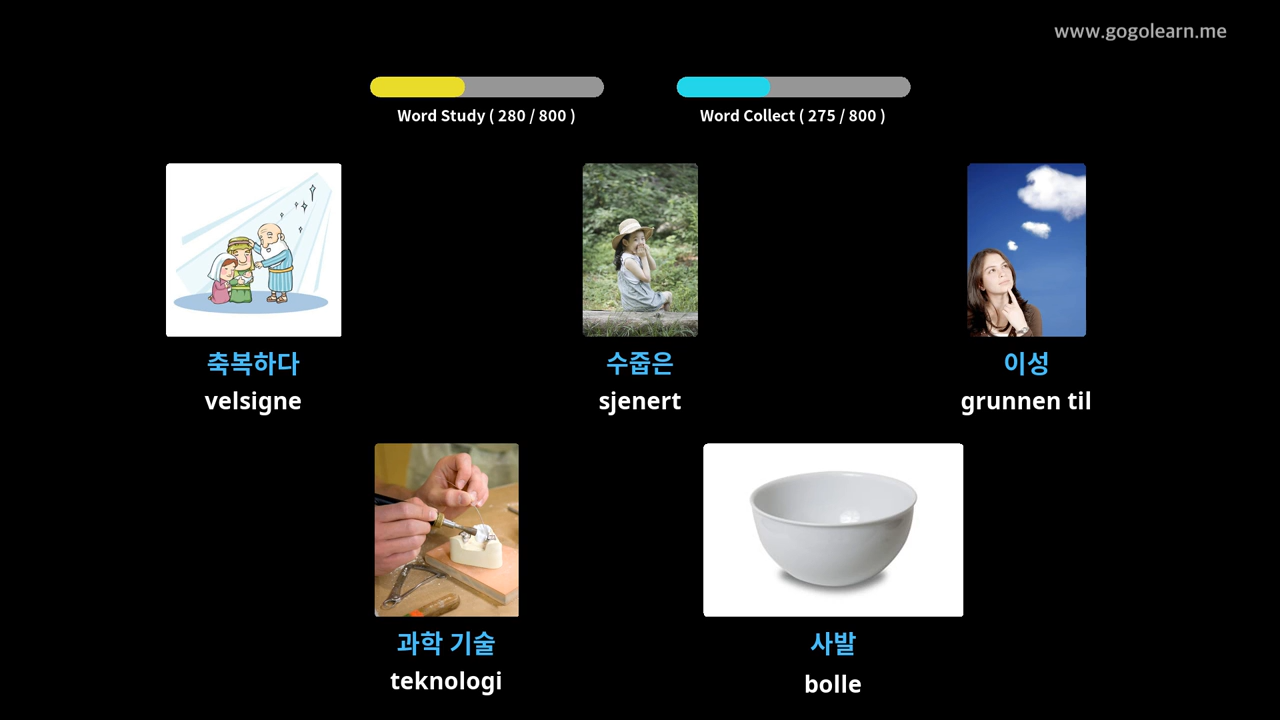 www.gogolearn.me
Word Study ( 280 / 800 )
Word Collect ( 275 / 800 )
축복하다
velsigne
수줍은
sjenert
이성
grunnen til
과학 기술
teknologi
사발
bolle